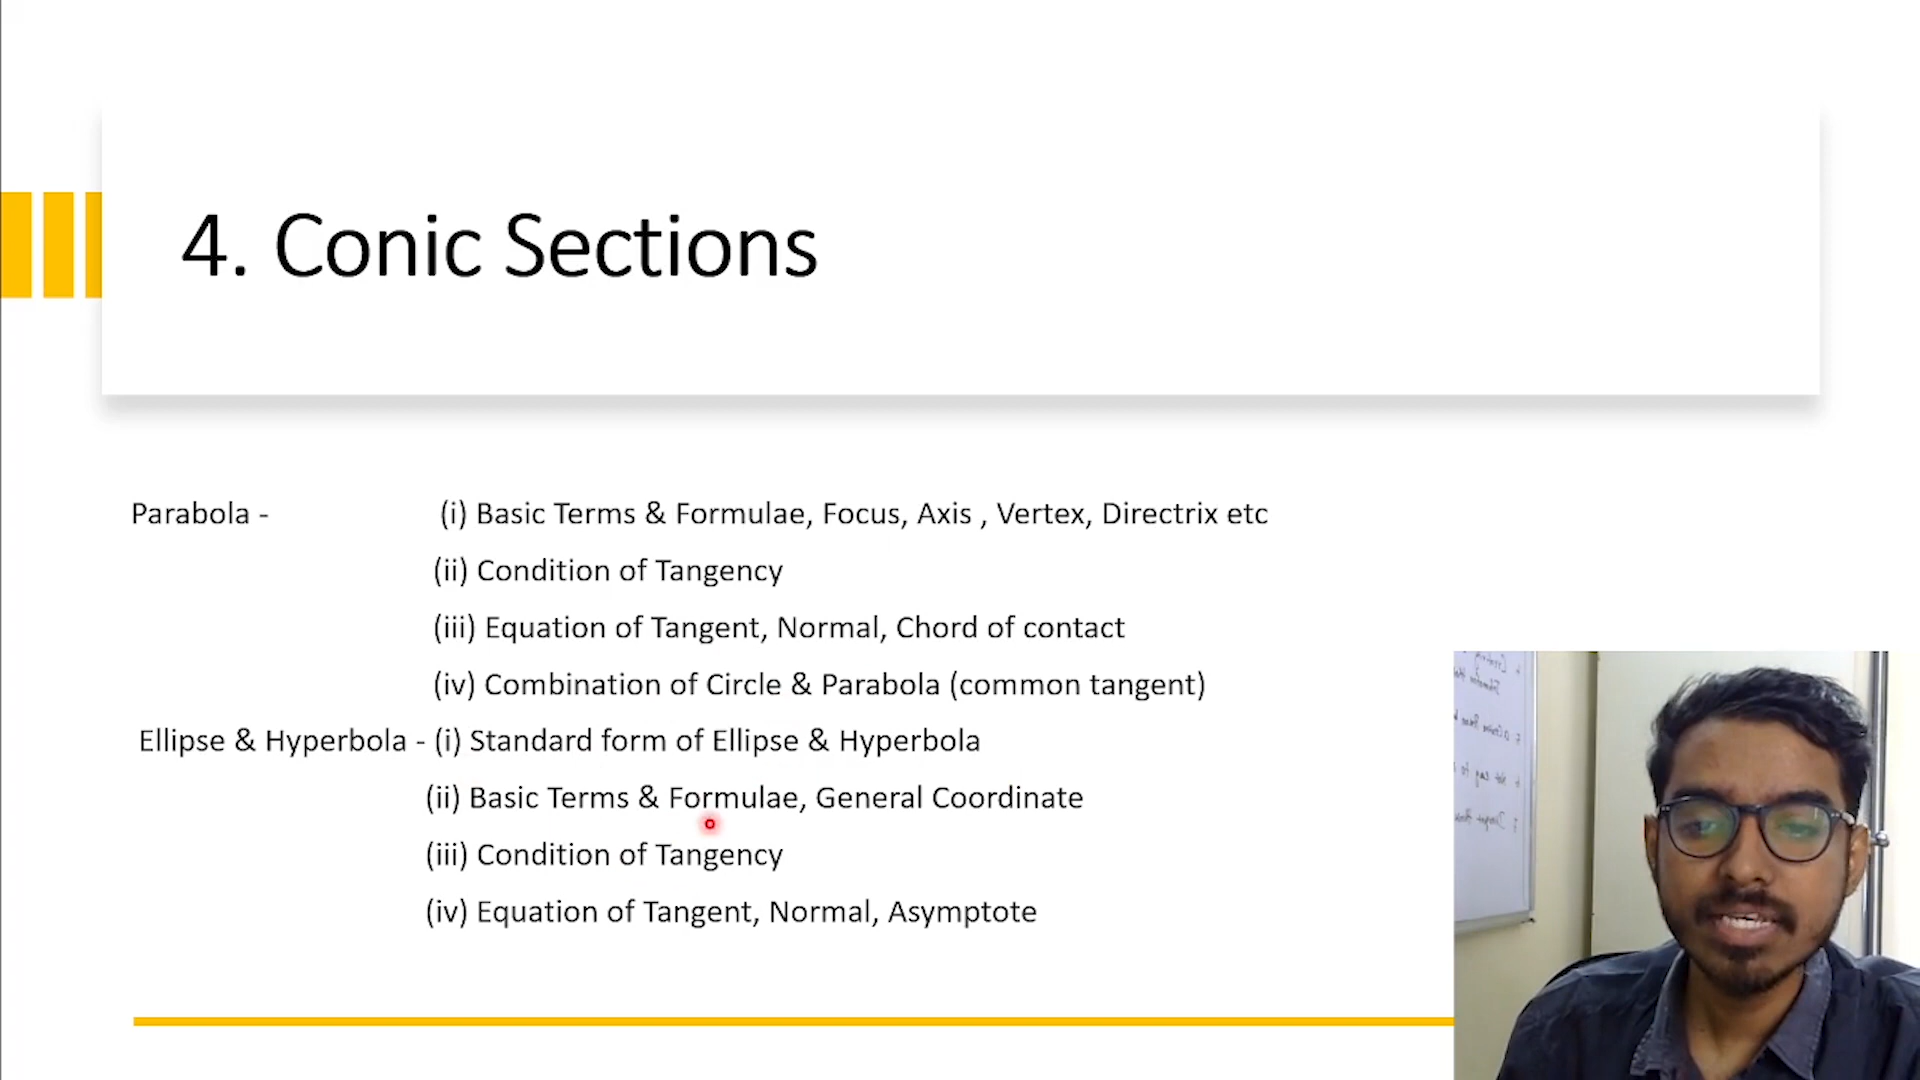 4. Conic Sections
Parabola - (i) Basic Terms & Formulae, Focus, Axis , Vertex, Directrix etc
(ii) Condition of Tangency
(iii) Equation of Tangent, Normal, Chord of contact
(iv) Combination of Circle & Parabola (common tangent)
Ellipse & Hyperbola - (i) Standard form of Ellipse & Hyperbola
(ii) Basic Terms & Formulae, General Coordinate
(iii) Condition of Tangency
(iv) Equation of Tangent, Normal, Asymptote